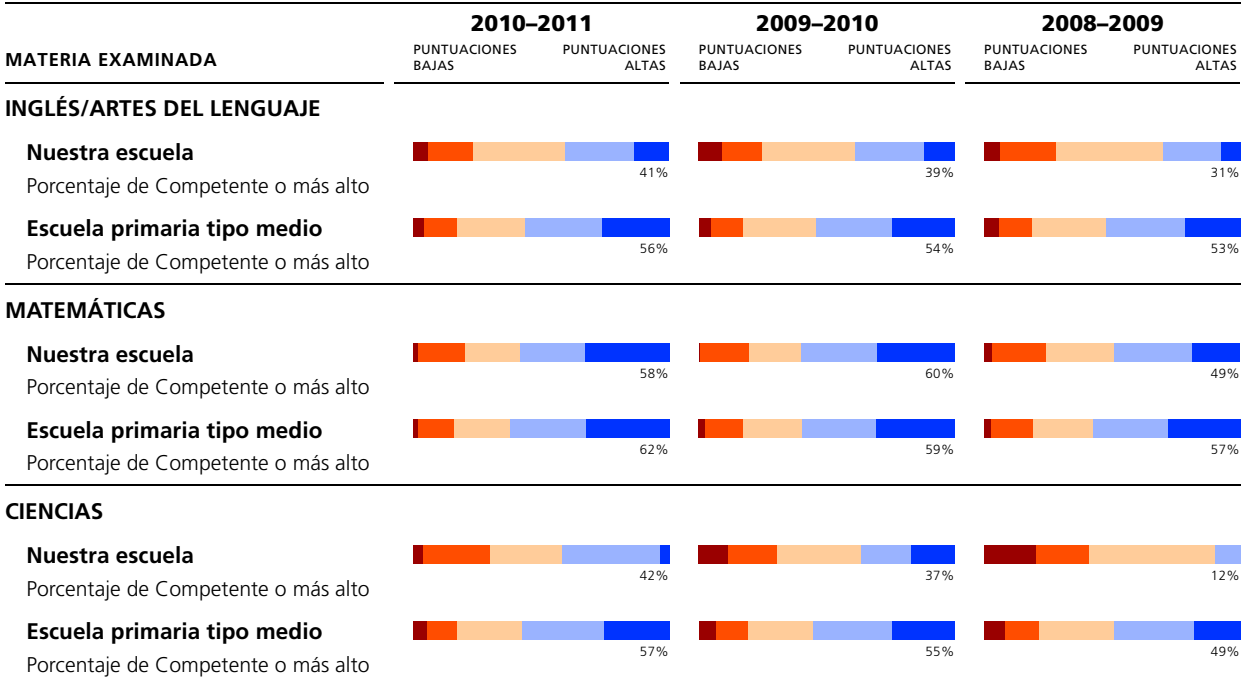 2010–2011 2009–2010 2008–2009
MATERIA EXAMINADA PUNTUACIONES BAJAS PUNTUACIONES ALTAS PUNTUACIONES BAJAS PUNTUACIONES ALTAS PUNTUACIONES BAJAS PUNTUACIONES ALTAS
INGLÉS/ARTES DEL LENGUAJE
Nuestra escuela
Porcentaje de Competente o más alto 41% 39% 31%
Escuela primaria tipo medio
Porcentaje de Competente o más alto 56% 54% 53%
MATEMÁTICAS
Nuestra escuela
Porcentaje de Competente o más alto 58% 60% 49%
Escuela primaria tipo medio
Porcentaje de Competente o más alto 62% 59% 57%
CIENCIAS
Nuestra escuela
Porcentaje de Competente o más alto 42% 37% 12%
Escuela primaria tipo medio
Porcentaje de Competente o más alto 57% 55% 49%